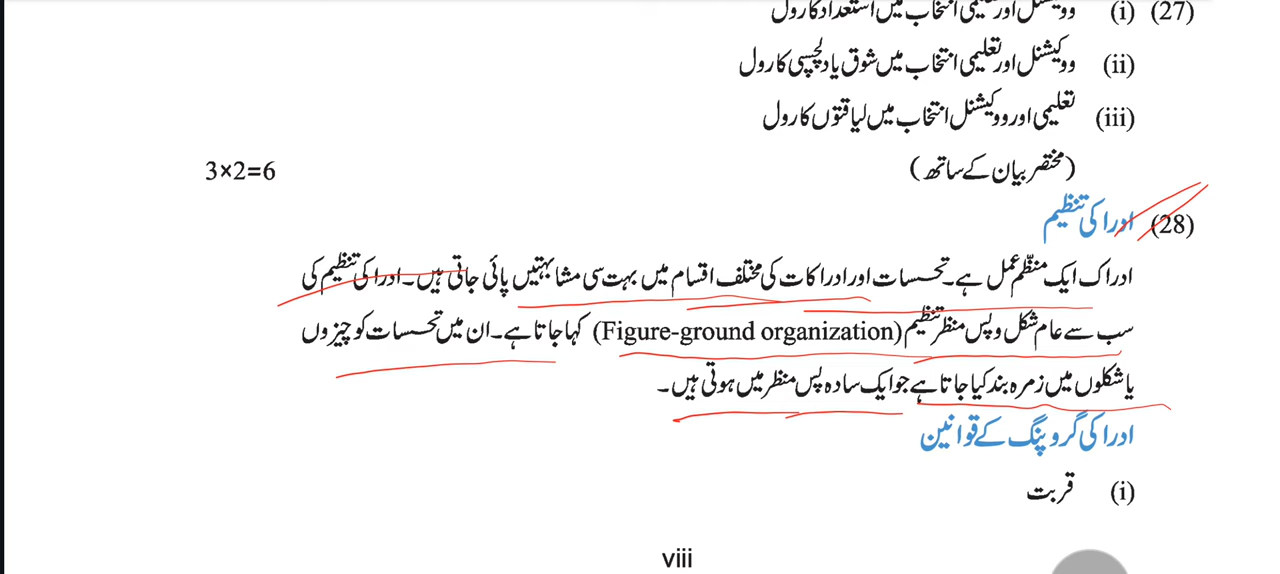 (27) (i) ووکیشنل اور تعلیمی انتخاب میں استعداد کا رول
(ii) ووکیشنل اور تعلیمی انتخاب میں شوق یا دلچسپی کا رول
(iii) تعلیمی اور ووکیشنل انتخاب میں لیاقتوں کا رول
(مختصر بیان کے ساتھ) 3×2=6
(28) ادراکی تنظیم
ادراک ایک منظّم عمل ہے۔ تحسسات اور ادراکات کی مختلف اقسام میں بہت سی مشابہتیں پائی جاتی ہیں۔ ادراکی تنظیم کی
سب سے عام شکل و پس منظر تنظیم (Figure-ground organization) کہا جاتا ہے۔ ان میں تحسسات کو چیزوں
یا شکلوں میں زمرہ بند کیا جاتا ہے جو ایک سادہ پس منظر میں ہوتی ہیں۔
ادراکی گروپنگ کے قوانین
(i) قربت
viii